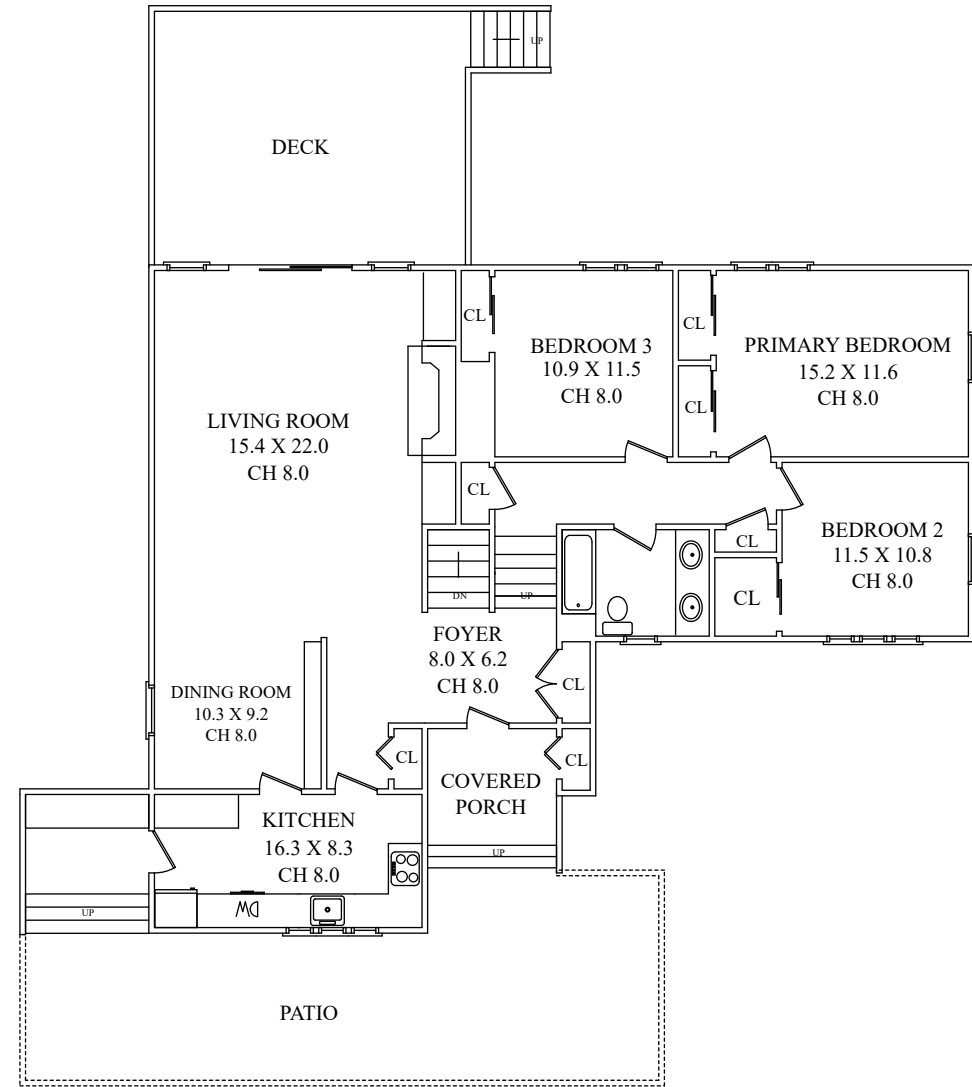 UP
DECK
CL
BEDROOM 3
10.9 X 11.5
CH 8.0
CL
PRIMARY BEDROOM
15.2 X 11.6
CH 8.0
CL
LIVING ROOM
15.4 X 22.0
CH 8.0
CL
BEDROOM 2
11.5 X 10.8
CH 8.0
CL
CL
DN
UP
FOYER
8.0 X 6.2
CH 8.0
CL
DINING ROOM
10.3 X 9.2
CH 8.0
CL
CL
COVERED
PORCH
KITCHEN
16.3 X 8.3
CH 8.0
UP
UP
DW
PATIO